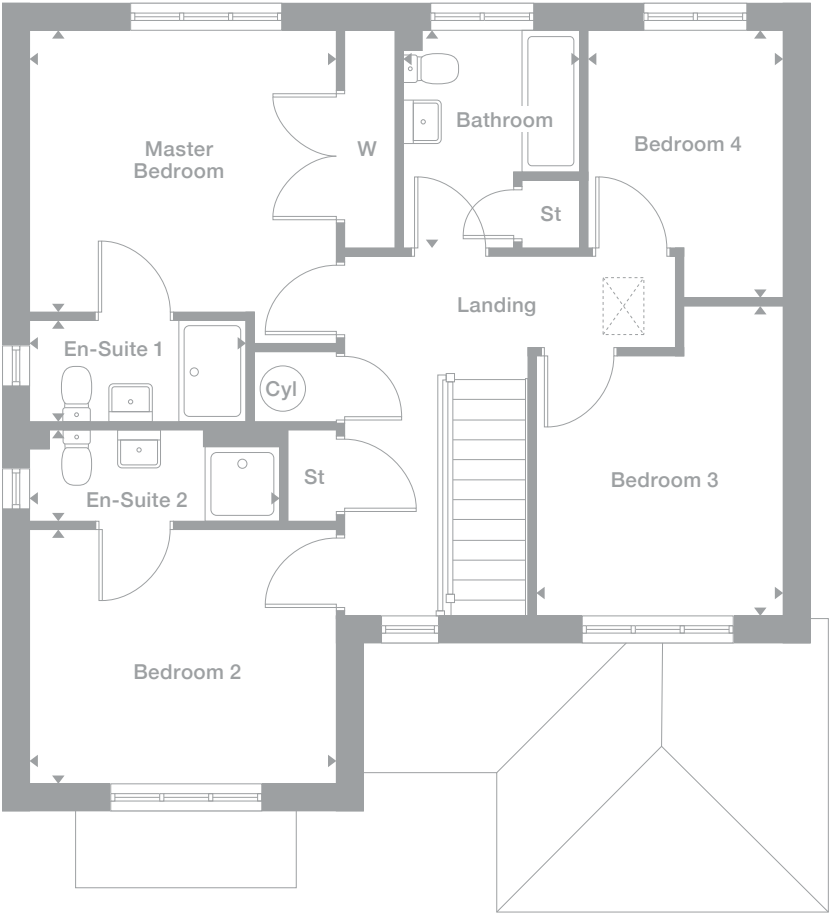 Master
Bedroom
W
Bathroom
Bedroom 4
St
Landing
En-Suite 1
Cyl
En-Suite 2
St
Bedroom 3
Bedroom 2